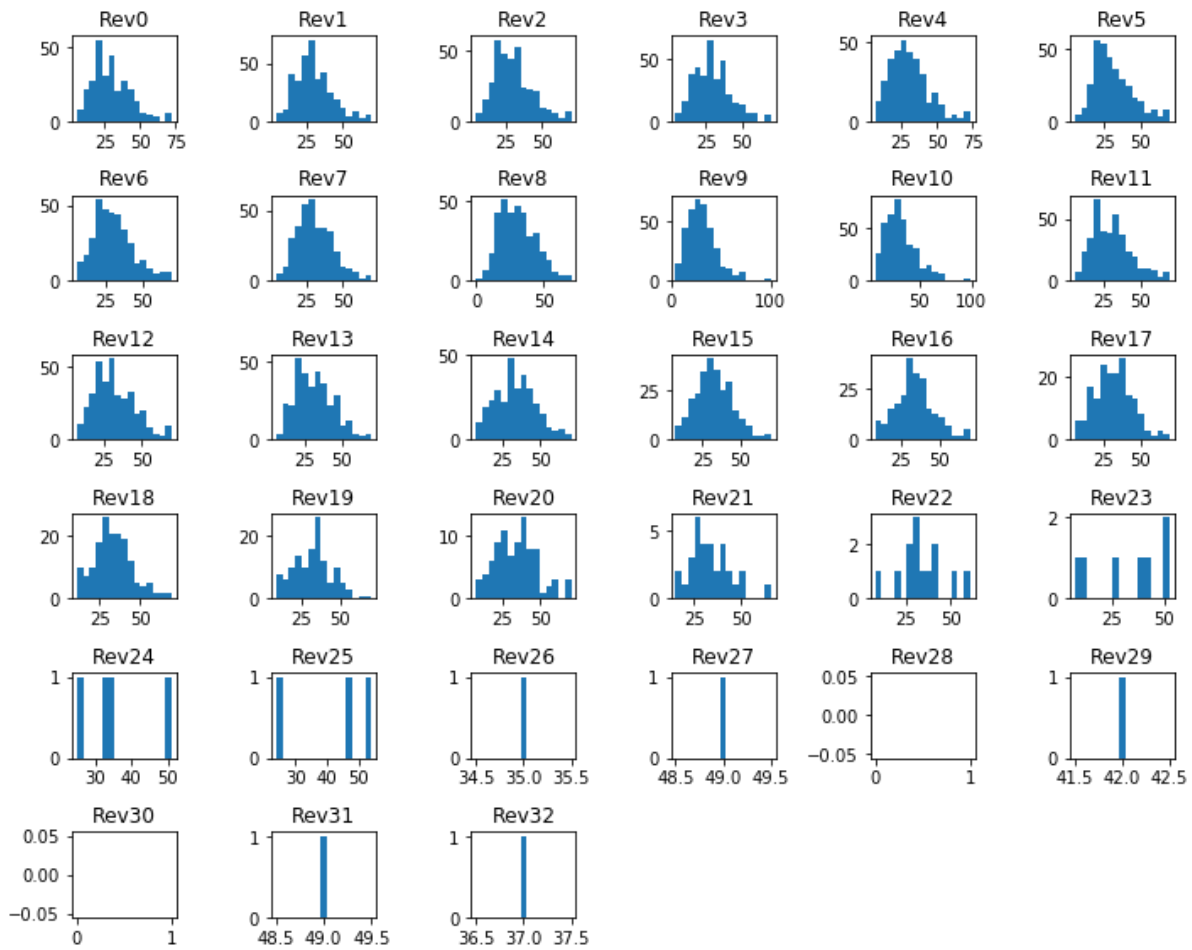 Rev0 Rev1 Rev2 Rev3 Rev4 Rev5
50 50 50 50 50 50
0 0 0 0 0 0
25 50 75 25 50 25 50 25 50 25 50 75 25 50
Rev6 Rev7 Rev8 Rev9 Rev10 Rev11
50 50 50 50 50 50
0 0 0 0 0 0
25 50 25 50 0 50 0 100 50 100 25 50
Rev12 Rev13 Rev14 Rev15 Rev16 Rev17
50 50 50 25 25 20
0 0 0 0 0 0
25 50 25 50 25 50 25 50 25 50 25 50
Rev18 Rev19 Rev20 Rev21 Rev22 Rev23
20 20 10 5 2 2
0 0 0 0 0 0
25 50 25 50 25 50 25 50 25 50 25 50
Rev24 Rev25 Rev26 Rev27 Rev28 Rev29
1 1 1 1 0.05 1
0.00
0 0 0 0 −0.05 0
30 40 50 30 40 50 34.5 35.0 35.5 48.5 49.0 49.5 0 1 41.5 42.0 42.5
Rev30 Rev31 Rev32
0.05 1 1
0.00
−0.05 0 0
0 1 48.5 49.0 49.5 36.5 37.0 37.5